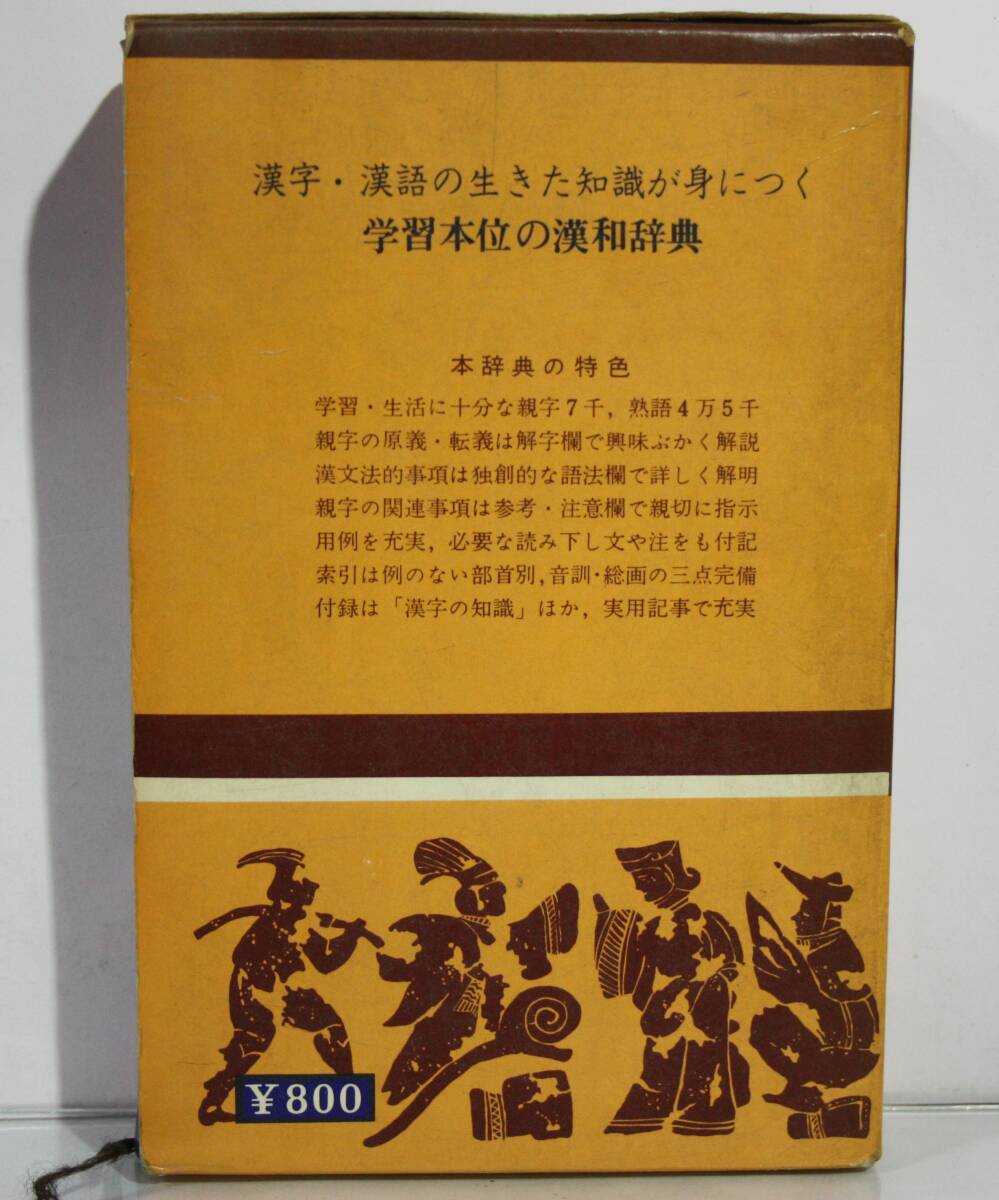 漢字・漢語の生きた知識が身につく
学習本位の漢和辞典
本辞典の特色
学習・生活に十分な親字7千，熟語4万5千
親字の原義・転義は解字欄で興味ぶかく解説
漢文法的事項は独創的な語法欄で詳しく解明
親字の関連事項は参考・注意欄で親切に指示
用例を充実，必要な読み下し文や注をも付記
索引は例のない部首別，音訓・総画の三点完備
付録は「漢字の知識」ほか，実用記事で充実
¥800